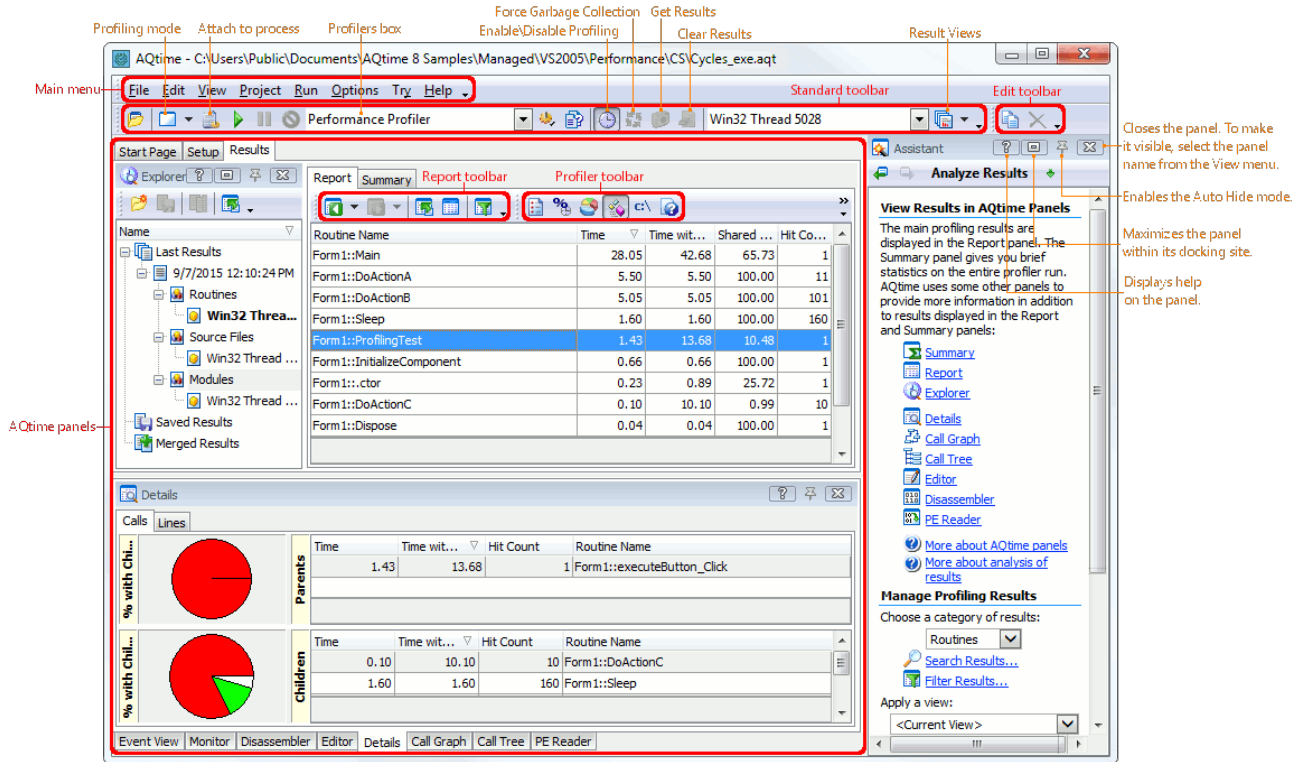 Force Garbage Collection
Get Results
Profiling mode
Attach to process
Profilers box
Enable\Disable Profiling
Clear Results
Result Views
AQtime - C:\Users\Public\Documents\AQtime 8 Samples\Managed\VS2005\Performance\CS\Cycles_exe.aqt
Main menu
File Edit View Project Run Options Try Help
Standard toolbar
Edit toolbar
Performance Profiler
Win32 Thread 5028
Closes the panel. To make
it visible, select the panel
name from the View menu.
Enables the Auto Hide mode.
Maximizes the panel
within its docking site.
Displays help
on the panel.
Start Page Setup Results
Explorer
Name
Last Results
9/7/2015 12:10:24 PM
Routines
Win32 Threa...
Source Files
Win32 Thread ...
Modules
Win32 Thread ...
Saved Results
Merged Results
AQtime panels
Report Summary
Report toolbar
Profiler toolbar
C:\
Routine Name Time Time wit... Shared ... Hit Co...
Form1::Main 28.05 42.68 65.73 1
Form1::DoActionA 5.50 5.50 100.00 11
Form1::DoActionB 5.05 5.05 100.00 101
Form1::Sleep 1.60 1.60 100.00 160
Form1::ProfilingTest 1.43 13.68 10.48 1
Form1::InitializeComponent 0.66 0.66 100.00 1
Form1::.ctor 0.23 0.89 25.72 1
Form1::DoActionC 0.10 10.10 0.99 10
Form1::Dispose 0.04 0.04 100.00 1
Details
Calls Lines
% with Chi...
Parents
Time Time wit... Hit Count Routine Name
1.43 13.68 1 Form1::executeButton_Click
% with Chil...
Children
Time Time wit... Hit Count Routine Name
0.10 10.10 10 Form1::DoActionC
1.60 1.60 160 Form1::Sleep
Event View Monitor Disassembler Editor Details Call Graph Call Tree PE Reader
Assistant
Analyze Results
View Results in AQtime Panels
The main profiling results are
displayed in the Report panel. The
Summary panel gives you brief
statistics on the entire profiler run.
AQtime uses some other panels to
provide more information in addition
to results displayed in the Report
and Summary panels:
Summary
Report
Explorer
Details
Call Graph
Call Tree
Editor
Disassembler
PE Reader
More about AQtime panels
More about analysis of
results
Manage Profiling Results
Choose a category of results:
Routines
Search Results...
Filter Results...
Apply a view:
<Current View>